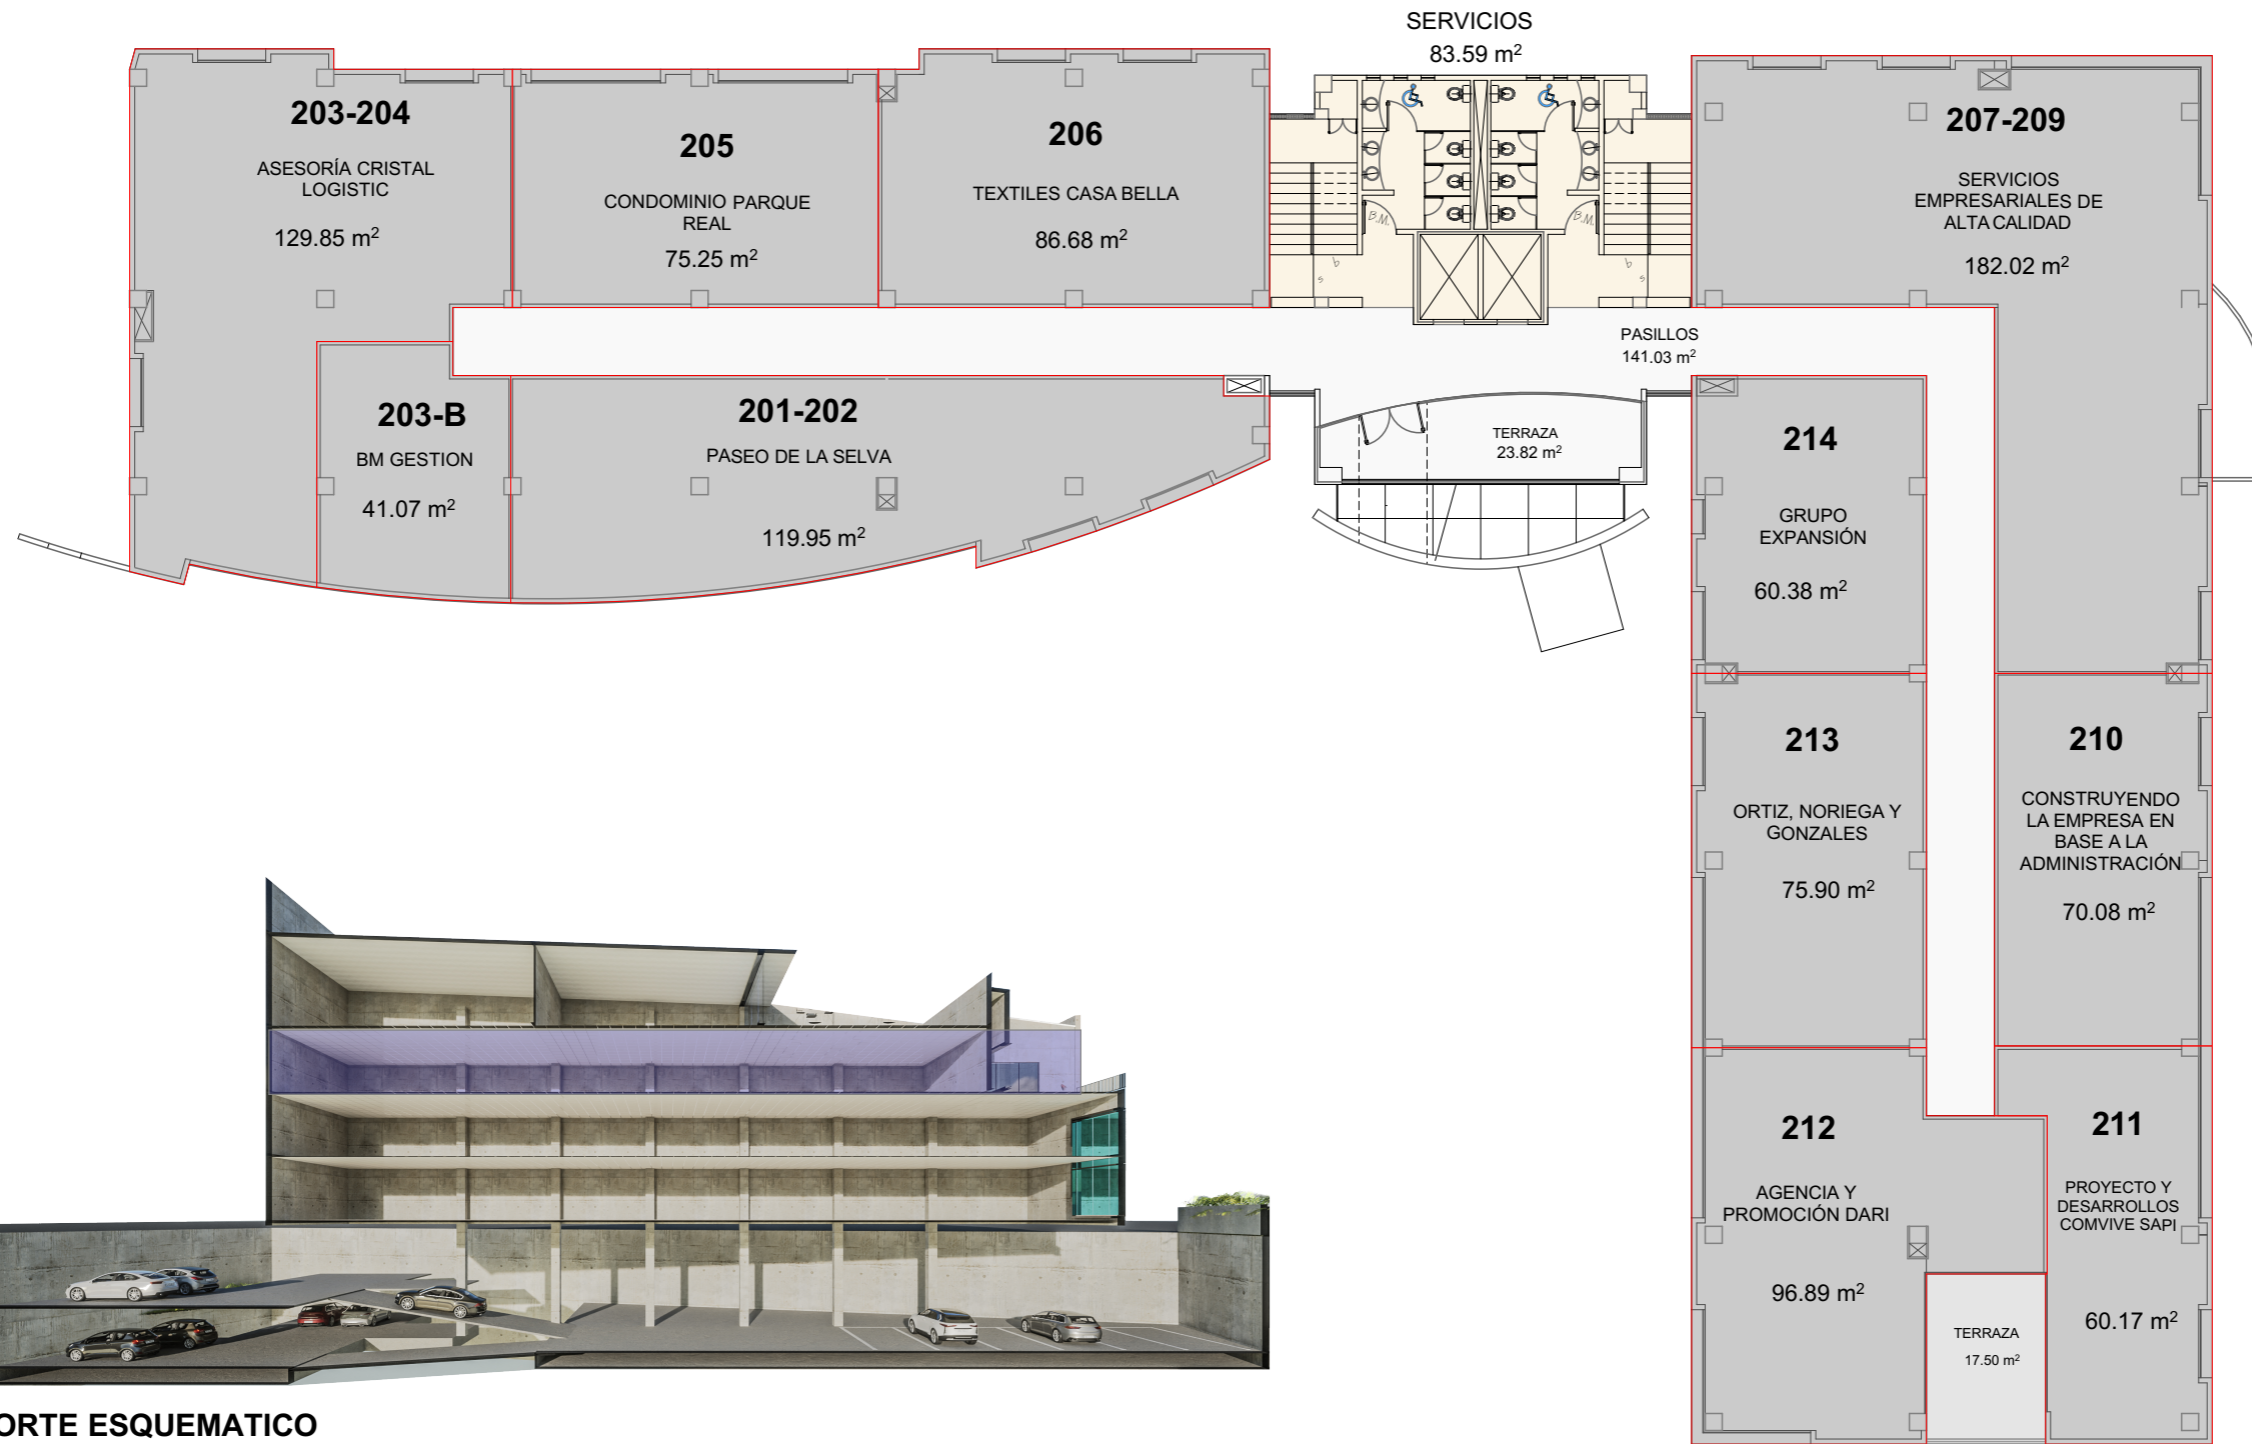 SERVICIOS
83.59 m²
203-204
ASESORÍA CRISTAL
LOGISTIC
129.85 m²
205
CONDOMINIO PARQUE
REAL
75.25 m²
206
TEXTILES CASA BELLA
86.68 m²
B.M.
B.M.
b
s
b
s
207-209
SERVICIOS
EMPRESARIALES DE
ALTA CALIDAD
182.02 m²
PASILLOS
141.03 m²
203-B
BM GESTION
41.07 m²
201-202
PASEO DE LA SELVA
119.95 m²
TERRAZA
23.82 m²
214
GRUPO
EXPANSIÓN
60.38 m²
213
ORTIZ, NORIEGA Y
GONZALES
75.90 m²
210
CONSTRUYENDO
LA EMPRESA EN
BASE A LA
ADMINISTRACIÓN
70.08 m²
212
AGENCIA Y
PROMOCIÓN DARI
96.89 m²
211
PROYECTO Y
DESARROLLOS
COMVIVE SAPI
60.17 m²
TERRAZA
17.50 m²
ORTE ESQUEMATICO